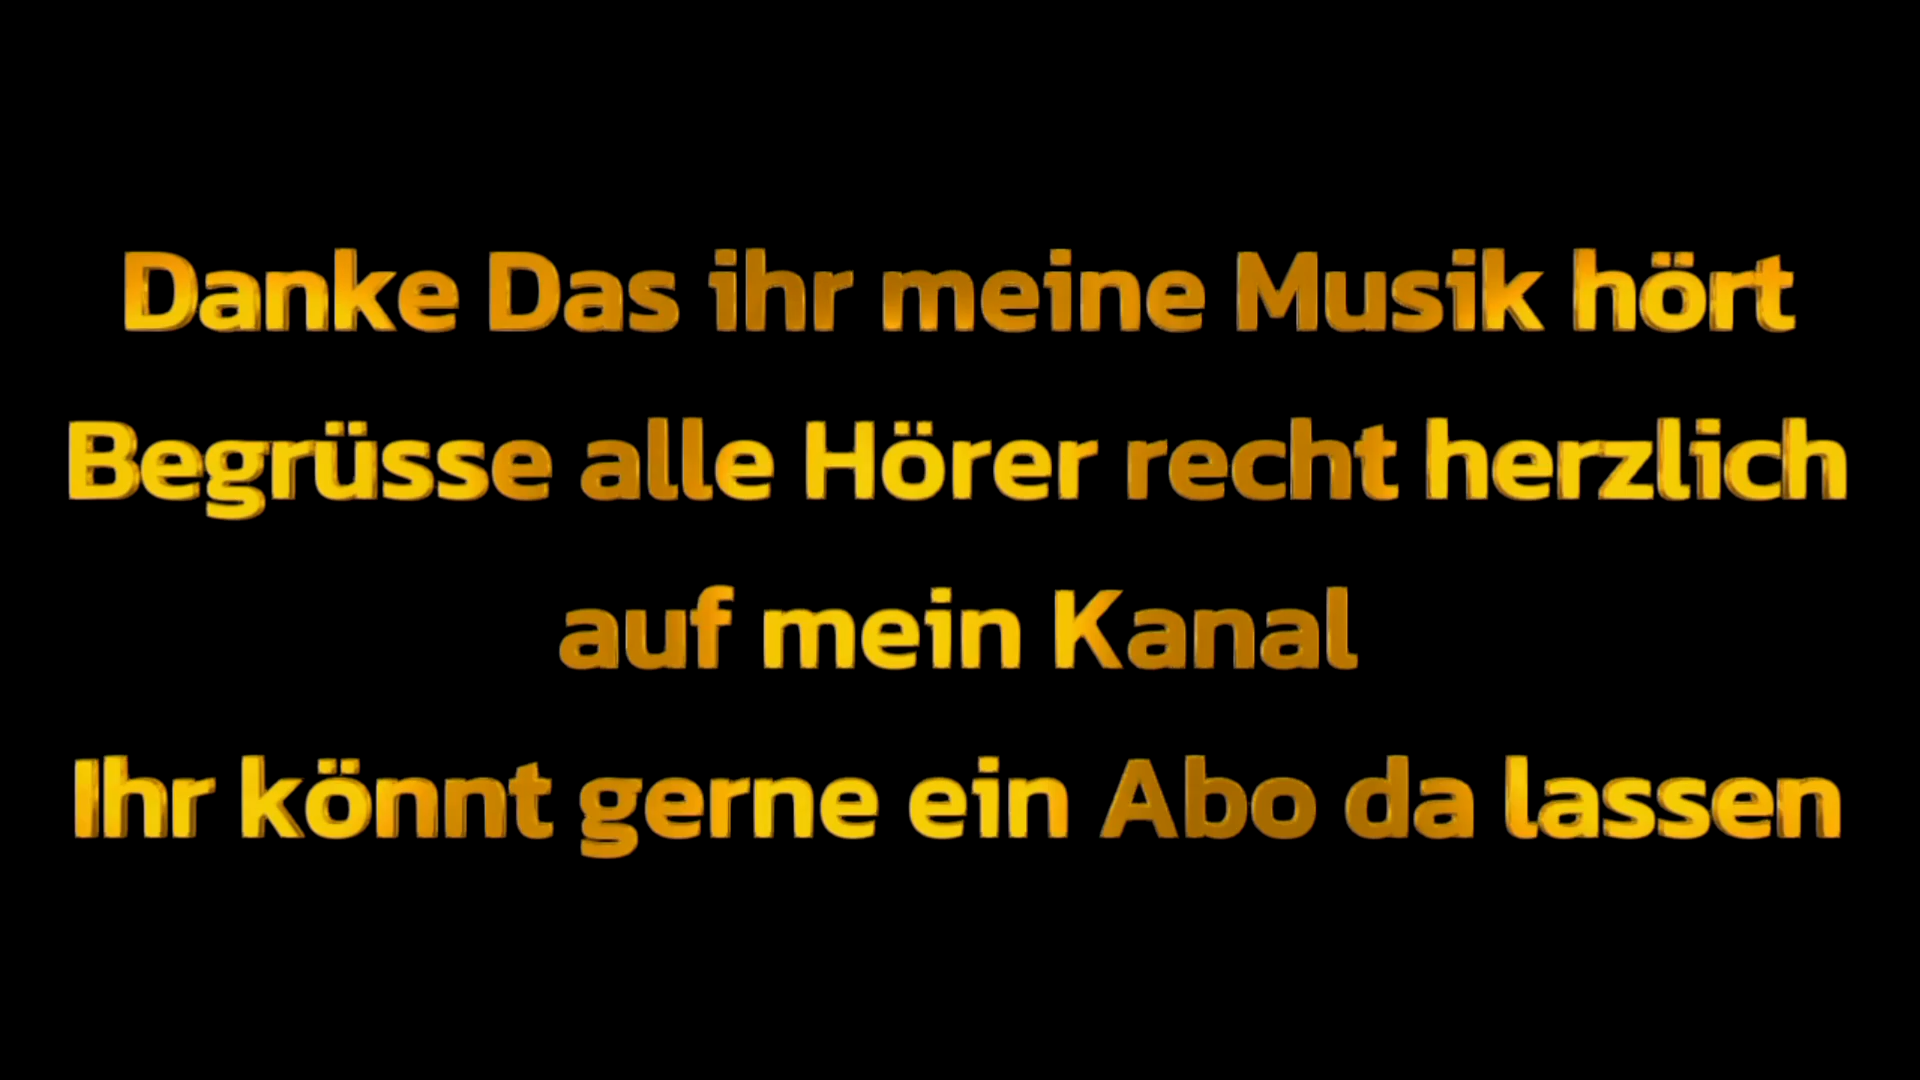 Danke Das ihr meine Musik hört
Begrüsse alle Hörer recht herzlich
auf mein Kanal
Ihr könnt gerne ein Abo da lassen